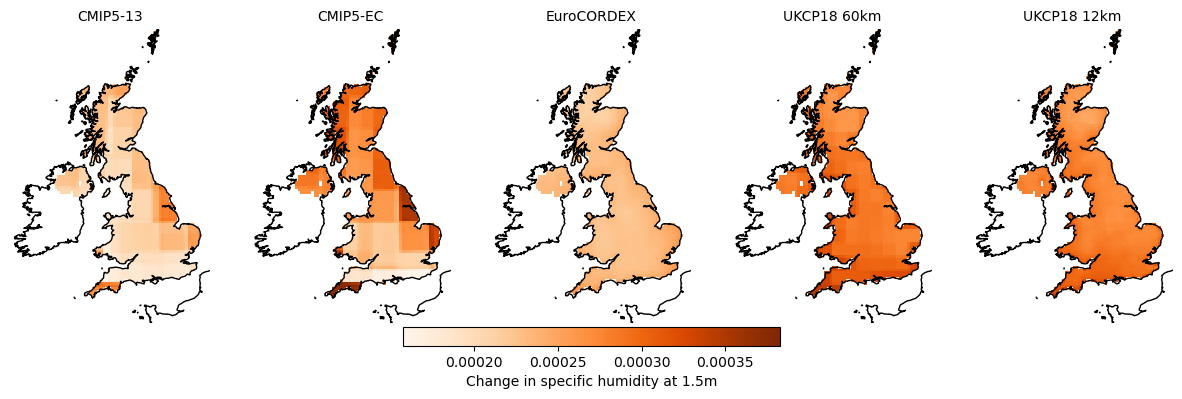 CMIP5-13
CMIP5-EC
EuroCORDEX
UKCP18 60km
UKCP18 12km
0.00020
0.00025
0.00030
0.00035
Change in specific humidity at 1.5m